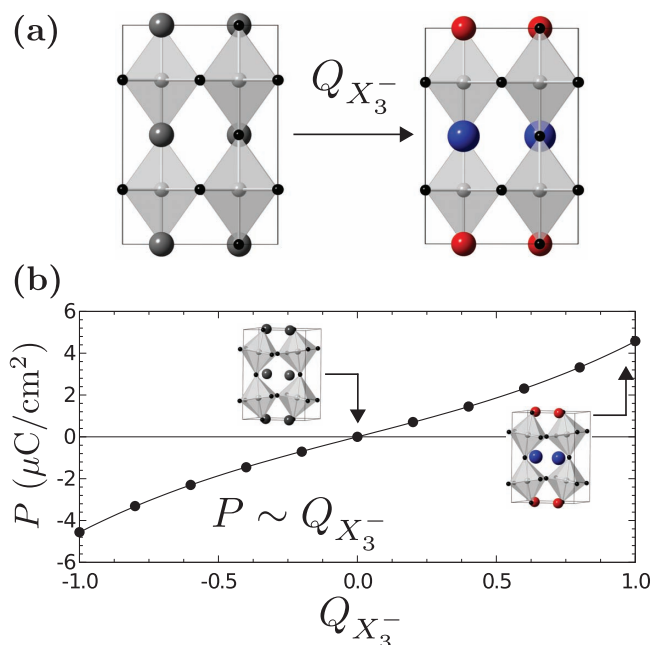 (a)
Q_{X_3^-}
(b)
P (μC/cm²)
6
4
2
0
-2
-4
-6
P ∼ Q_{X_3^-}
-1.0 -0.5 0.0 0.5 1.0
Q_{X_3^-}